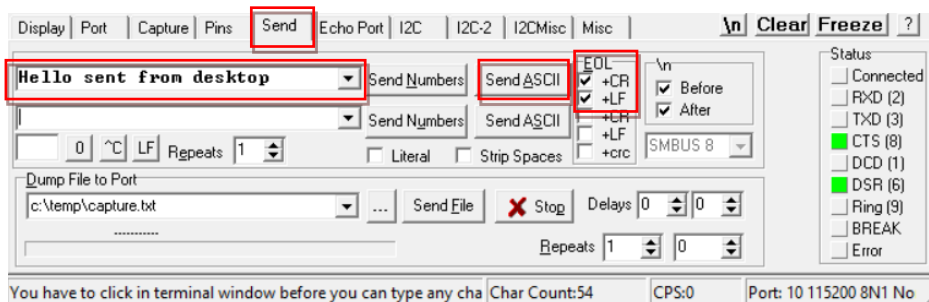 Display Port Capture Pins Send Echo Port I2C I2C-2 I2CMisc Misc \n Clear Freeze ?
Hello sent from desktop Send Numbers Send ASCII EOL +CR +LF \n Before After
Send Numbers Send ASCII +CR +LF +crc SMBUS 8
0 ^C LF Repeats 1 Literal Strip Spaces
Dump File to Port
c:\temp\capture.txt ... Send File Stop Delays 0 0
-----------
Repeats 1 0
Status
Connected
RXD (2)
TXD (3)
CTS (8)
DCD (1)
DSR (6)
Ring (9)
BREAK
Error
You have to click in terminal window before you can type any cha Char Count:54 CPS:0 Port: 10 115200 8N1 No